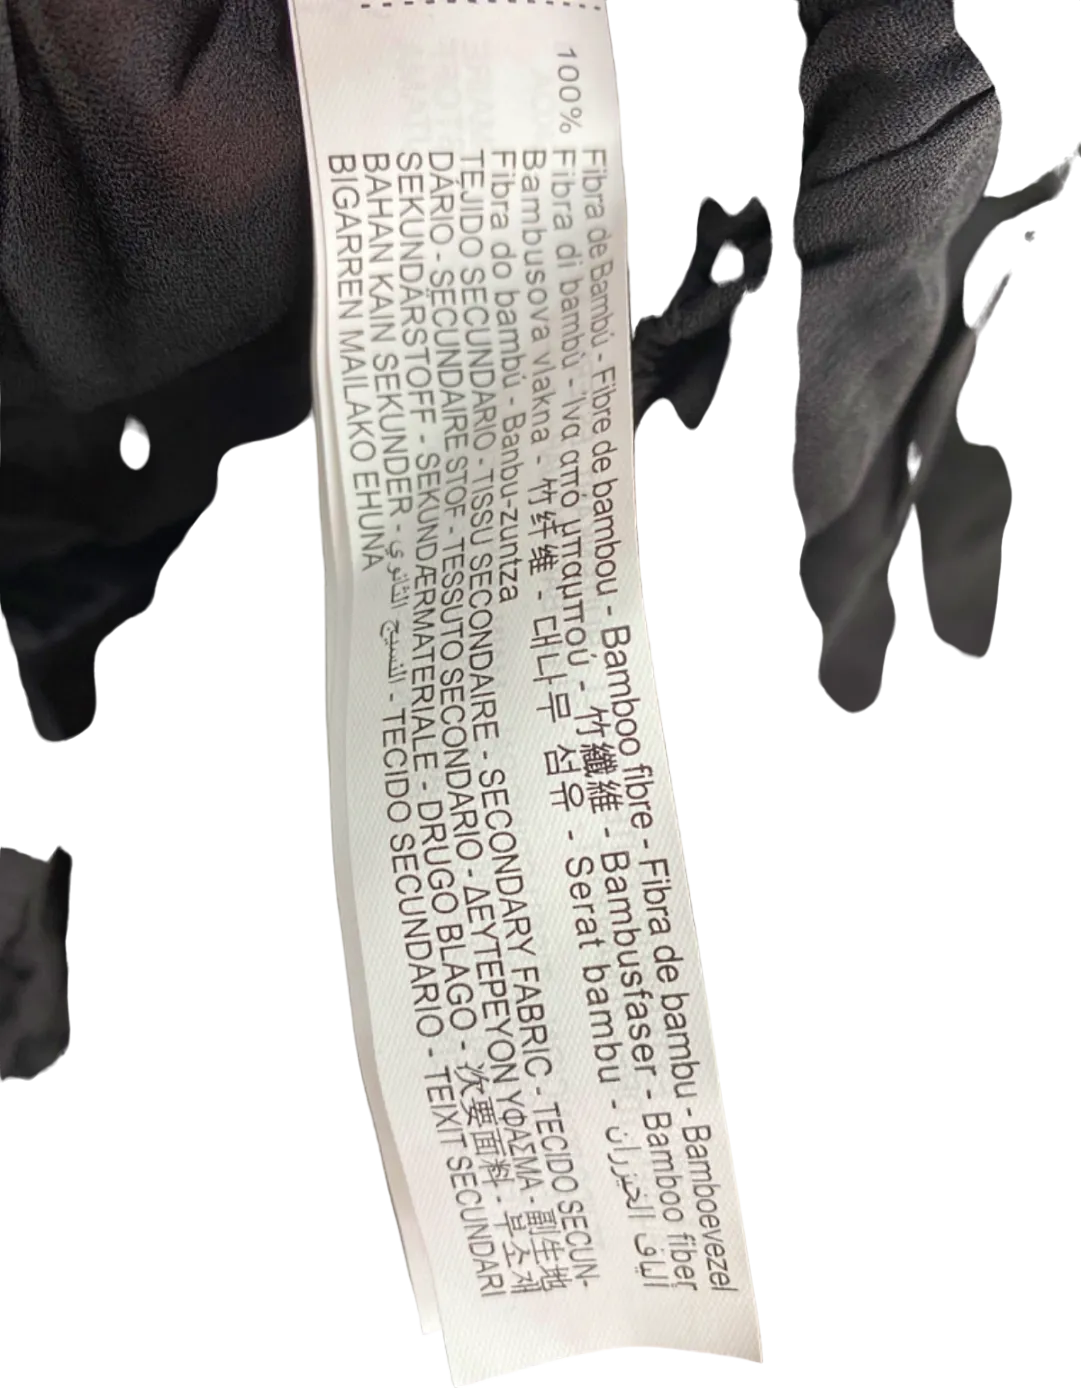 Fibra de Bambú - Fibre de bambou - Bamboo fibre - Fibra de bambu - Bamboevezel
100% Fibra di bambù - Ίνα από μπαμπού - 竹纖維 - Bambusfaser - Bamboo fiber
Bambusova vlakna - 竹纤维 - 대나무 섬유 - Serat bambu - ألياف الخيزران
Fibra do bambú - Banbu-zuntza
TEJIDO SECUNDARIO - TISSU SECONDAIRE - SECONDARY FABRIC - TECIDO SECUN-
DÁRIO - SECUNDAIRE STOF - TESSUTO SECONDARIO - ΔΕΥΤΕΡΕΥΟΝ ΥΦΑΣΜΑ - 副生地
SEKUNDÄRSTOFF - SEKUNDÆRMATERIALE - DRUGO BLAGO - 次要面料 - 부소재
BAHAN KAIN SEKUNDER - النسيج الثانوي - TECIDO SECUNDARIO - TEIXIT SECUNDARI
BIGARREN MAILAKO EHUNA